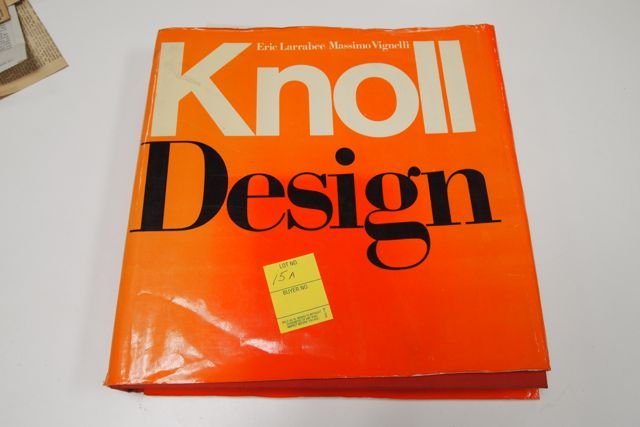 Eric Larrabee Massimo Vignelli
Knoll
Design
LOT NO.
15A
BUYER NO